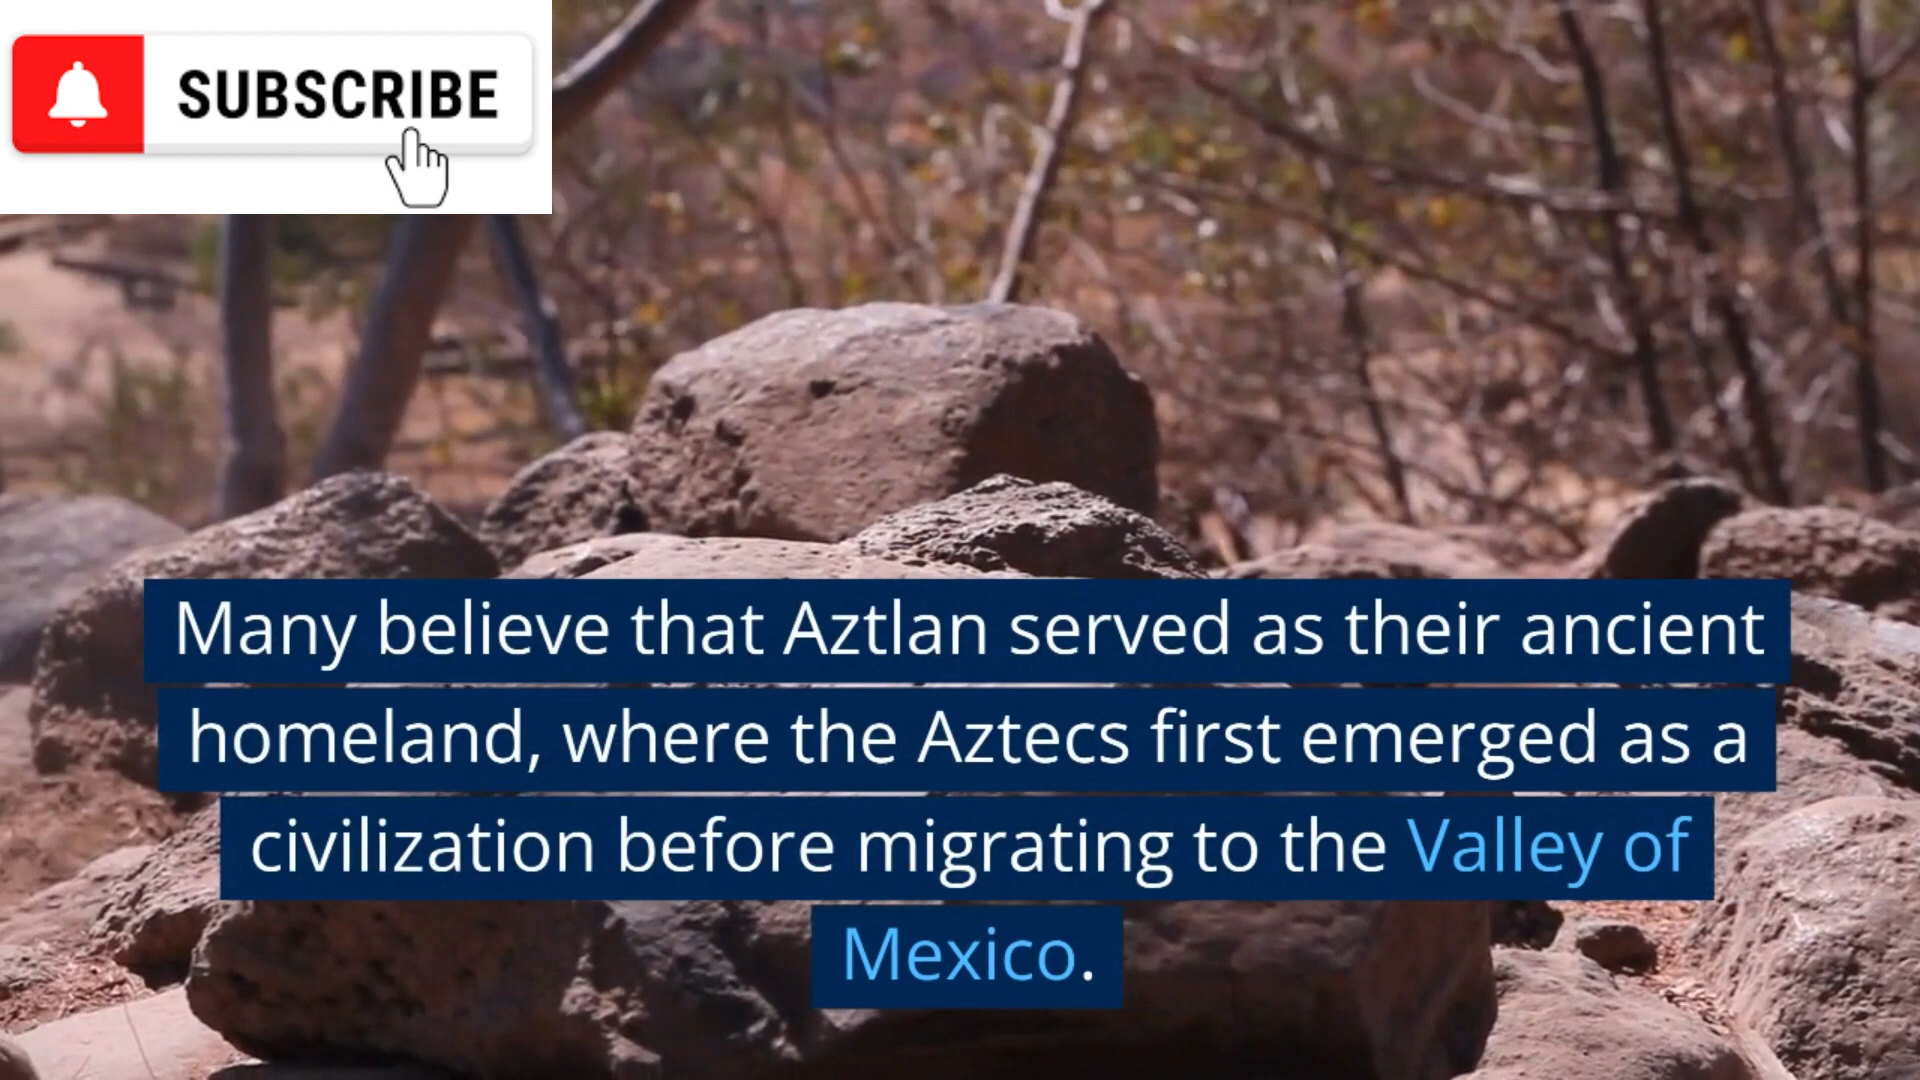 SUBSCRIBE
Many believe that Aztlan served as their ancient
homeland, where the Aztecs first emerged as a
civilization before migrating to the Valley of
Mexico.